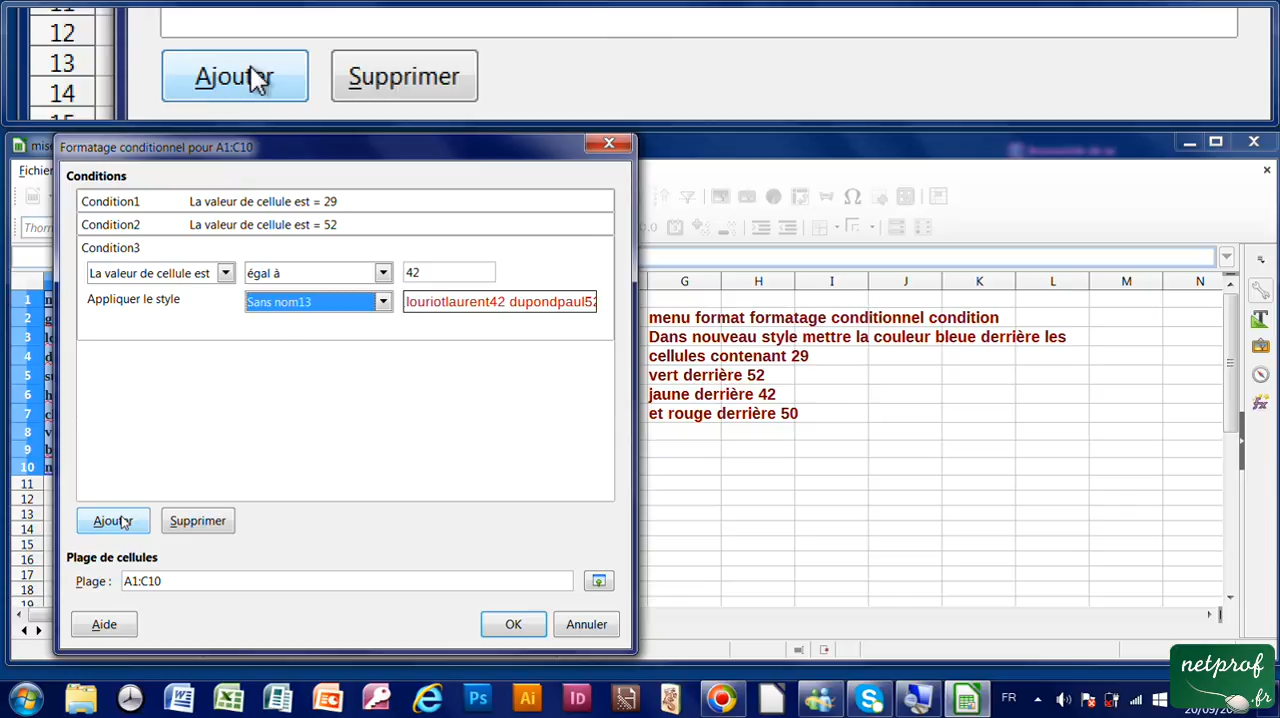 12
13
14
Ajouter
Supprimer
Formatage conditionnel pour A1:C10
Fichier
Conditions
Condition1 La valeur de cellule est = 29
Condition2 La valeur de cellule est = 52
Condition3
La valeur de cellule est égal à 42
Appliquer le style Sans nom13 louriotlaurent42 dupondpaul52
Ajouter Supprimer
Plage de cellules
Plage : A1:C10
Aide OK Annuler
G H I J K L M N
1
2
3
4
5
6
7
8
9
10
11
12
13
14
15
16
17
18
19
menu format formatage conditionnel condition
Dans nouveau style mettre la couleur bleue derrière les
cellules contenant 29
vert derrière 52
jaune derrière 42
et rouge derrière 50
Ps Ai Id
FR
netprof
.fr